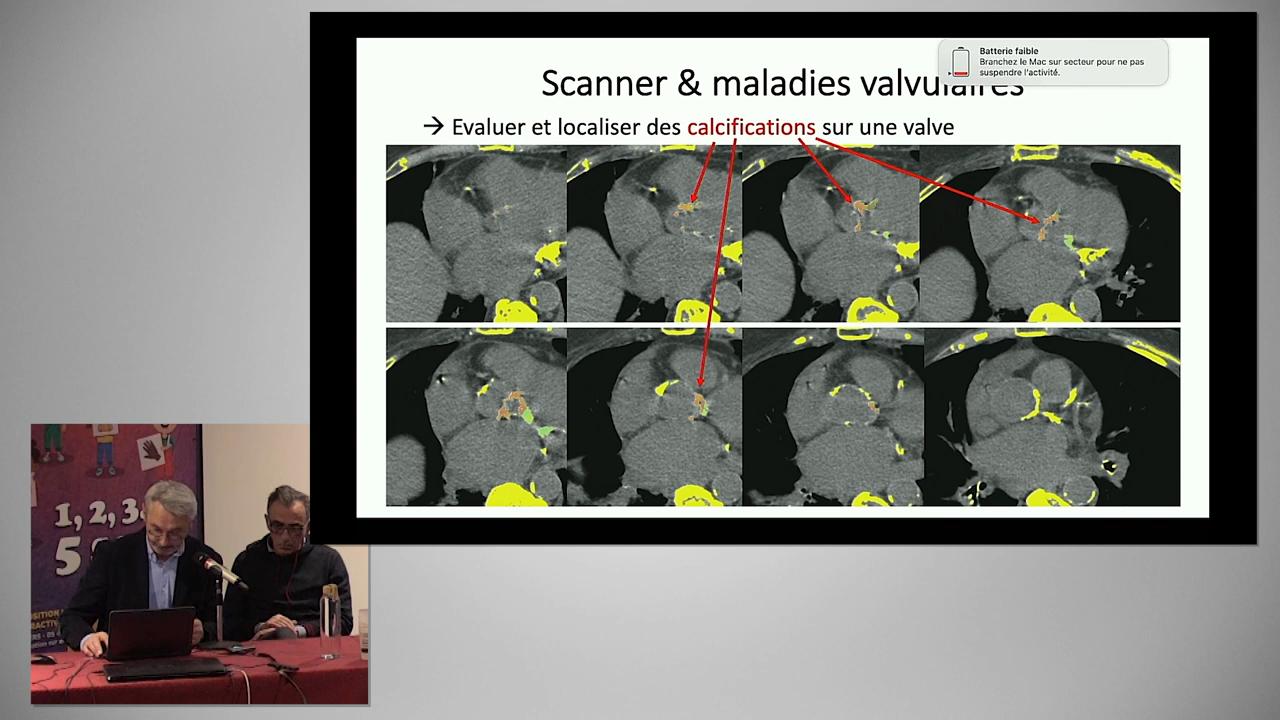 Batterie faible
Branchez le Mac sur secteur pour ne pas
suspendre l'activité.
Scanner & maladies valvulaires
→ Evaluer et localiser des calcifications sur une valve
1, 2, 3
5